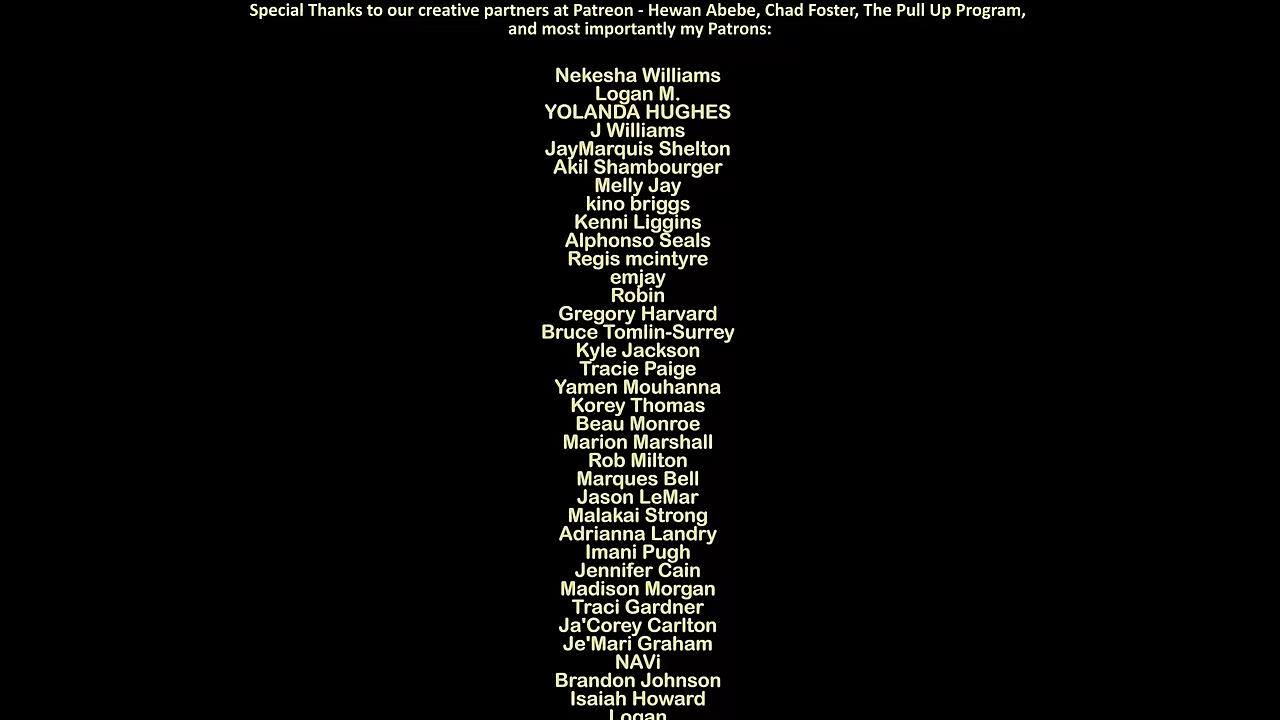 Special Thanks to our creative partners at Patreon - Hewan Abebe, Chad Foster, The Pull Up Program,
and most importantly my Patrons:
Nekesha Williams
Logan M.
YOLANDA HUGHES
J Williams
JayMarquis Shelton
Akil Shambourger
Melly Jay
kino briggs
Kenni Liggins
Alphonso Seals
Regis mcintyre
emjay
Robin
Gregory Harvard
Bruce Tomlin-Surrey
Kyle Jackson
Tracie Paige
Yamen Mouhanna
Korey Thomas
Beau Monroe
Marion Marshall
Rob Milton
Marques Bell
Jason LeMar
Malakai Strong
Adrianna Landry
Imani Pugh
Jennifer Cain
Madison Morgan
Traci Gardner
Ja'Corey Carlton
Je'Mari Graham
NAVi
Brandon Johnson
Isaiah Howard
Logan